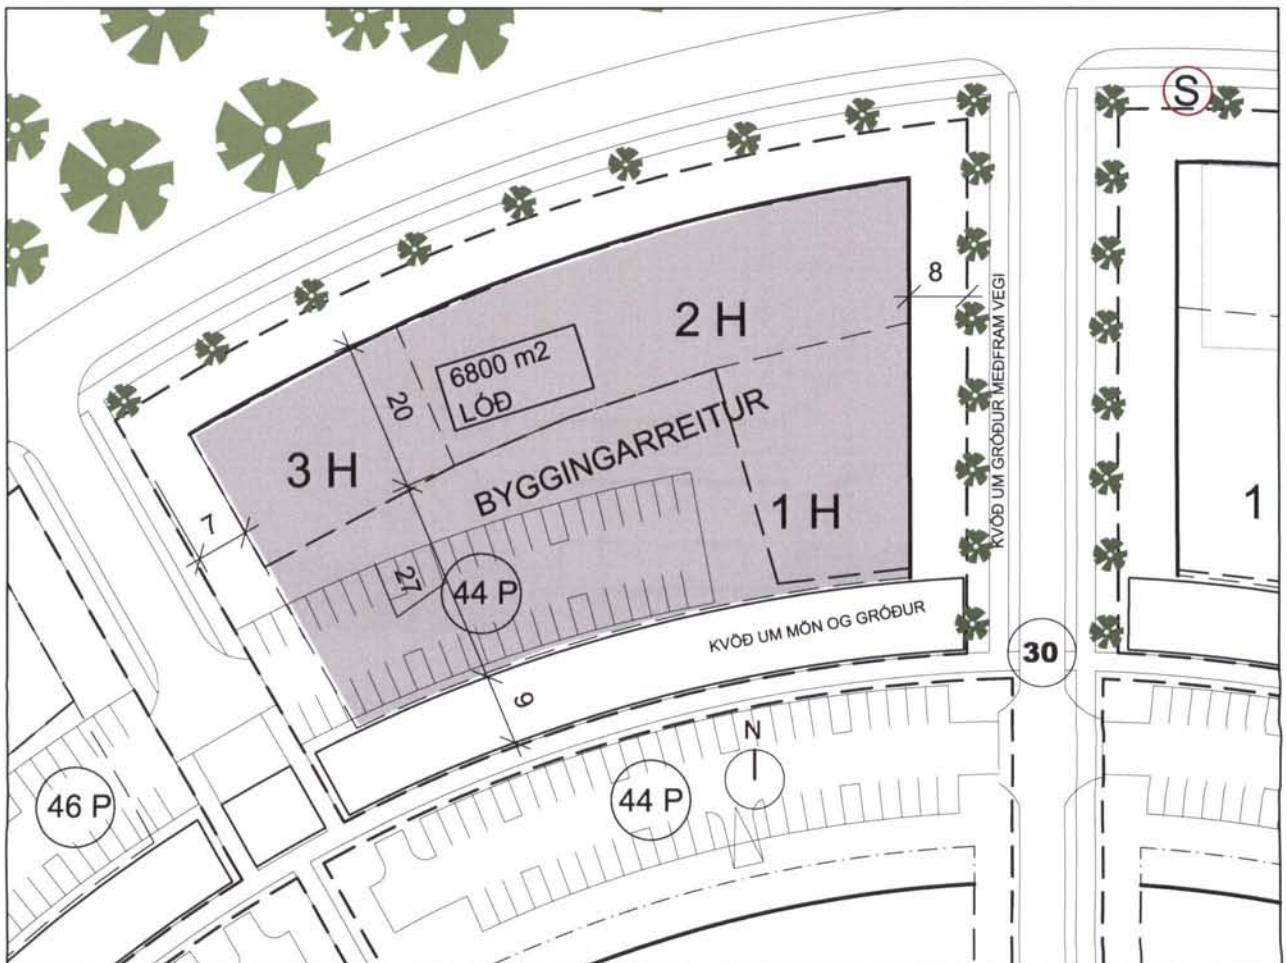 S
8
2 H
KVÖÐ UM GRÓÐUR MEÐFRAM VEGI
6800 m2
LÓÐ
20
3 H
BYGGINGARREITUR
1 H
1
7
27
44 P
KVÖÐ UM MÖN OG GRÓÐUR
30
9
N
46 P
44 P